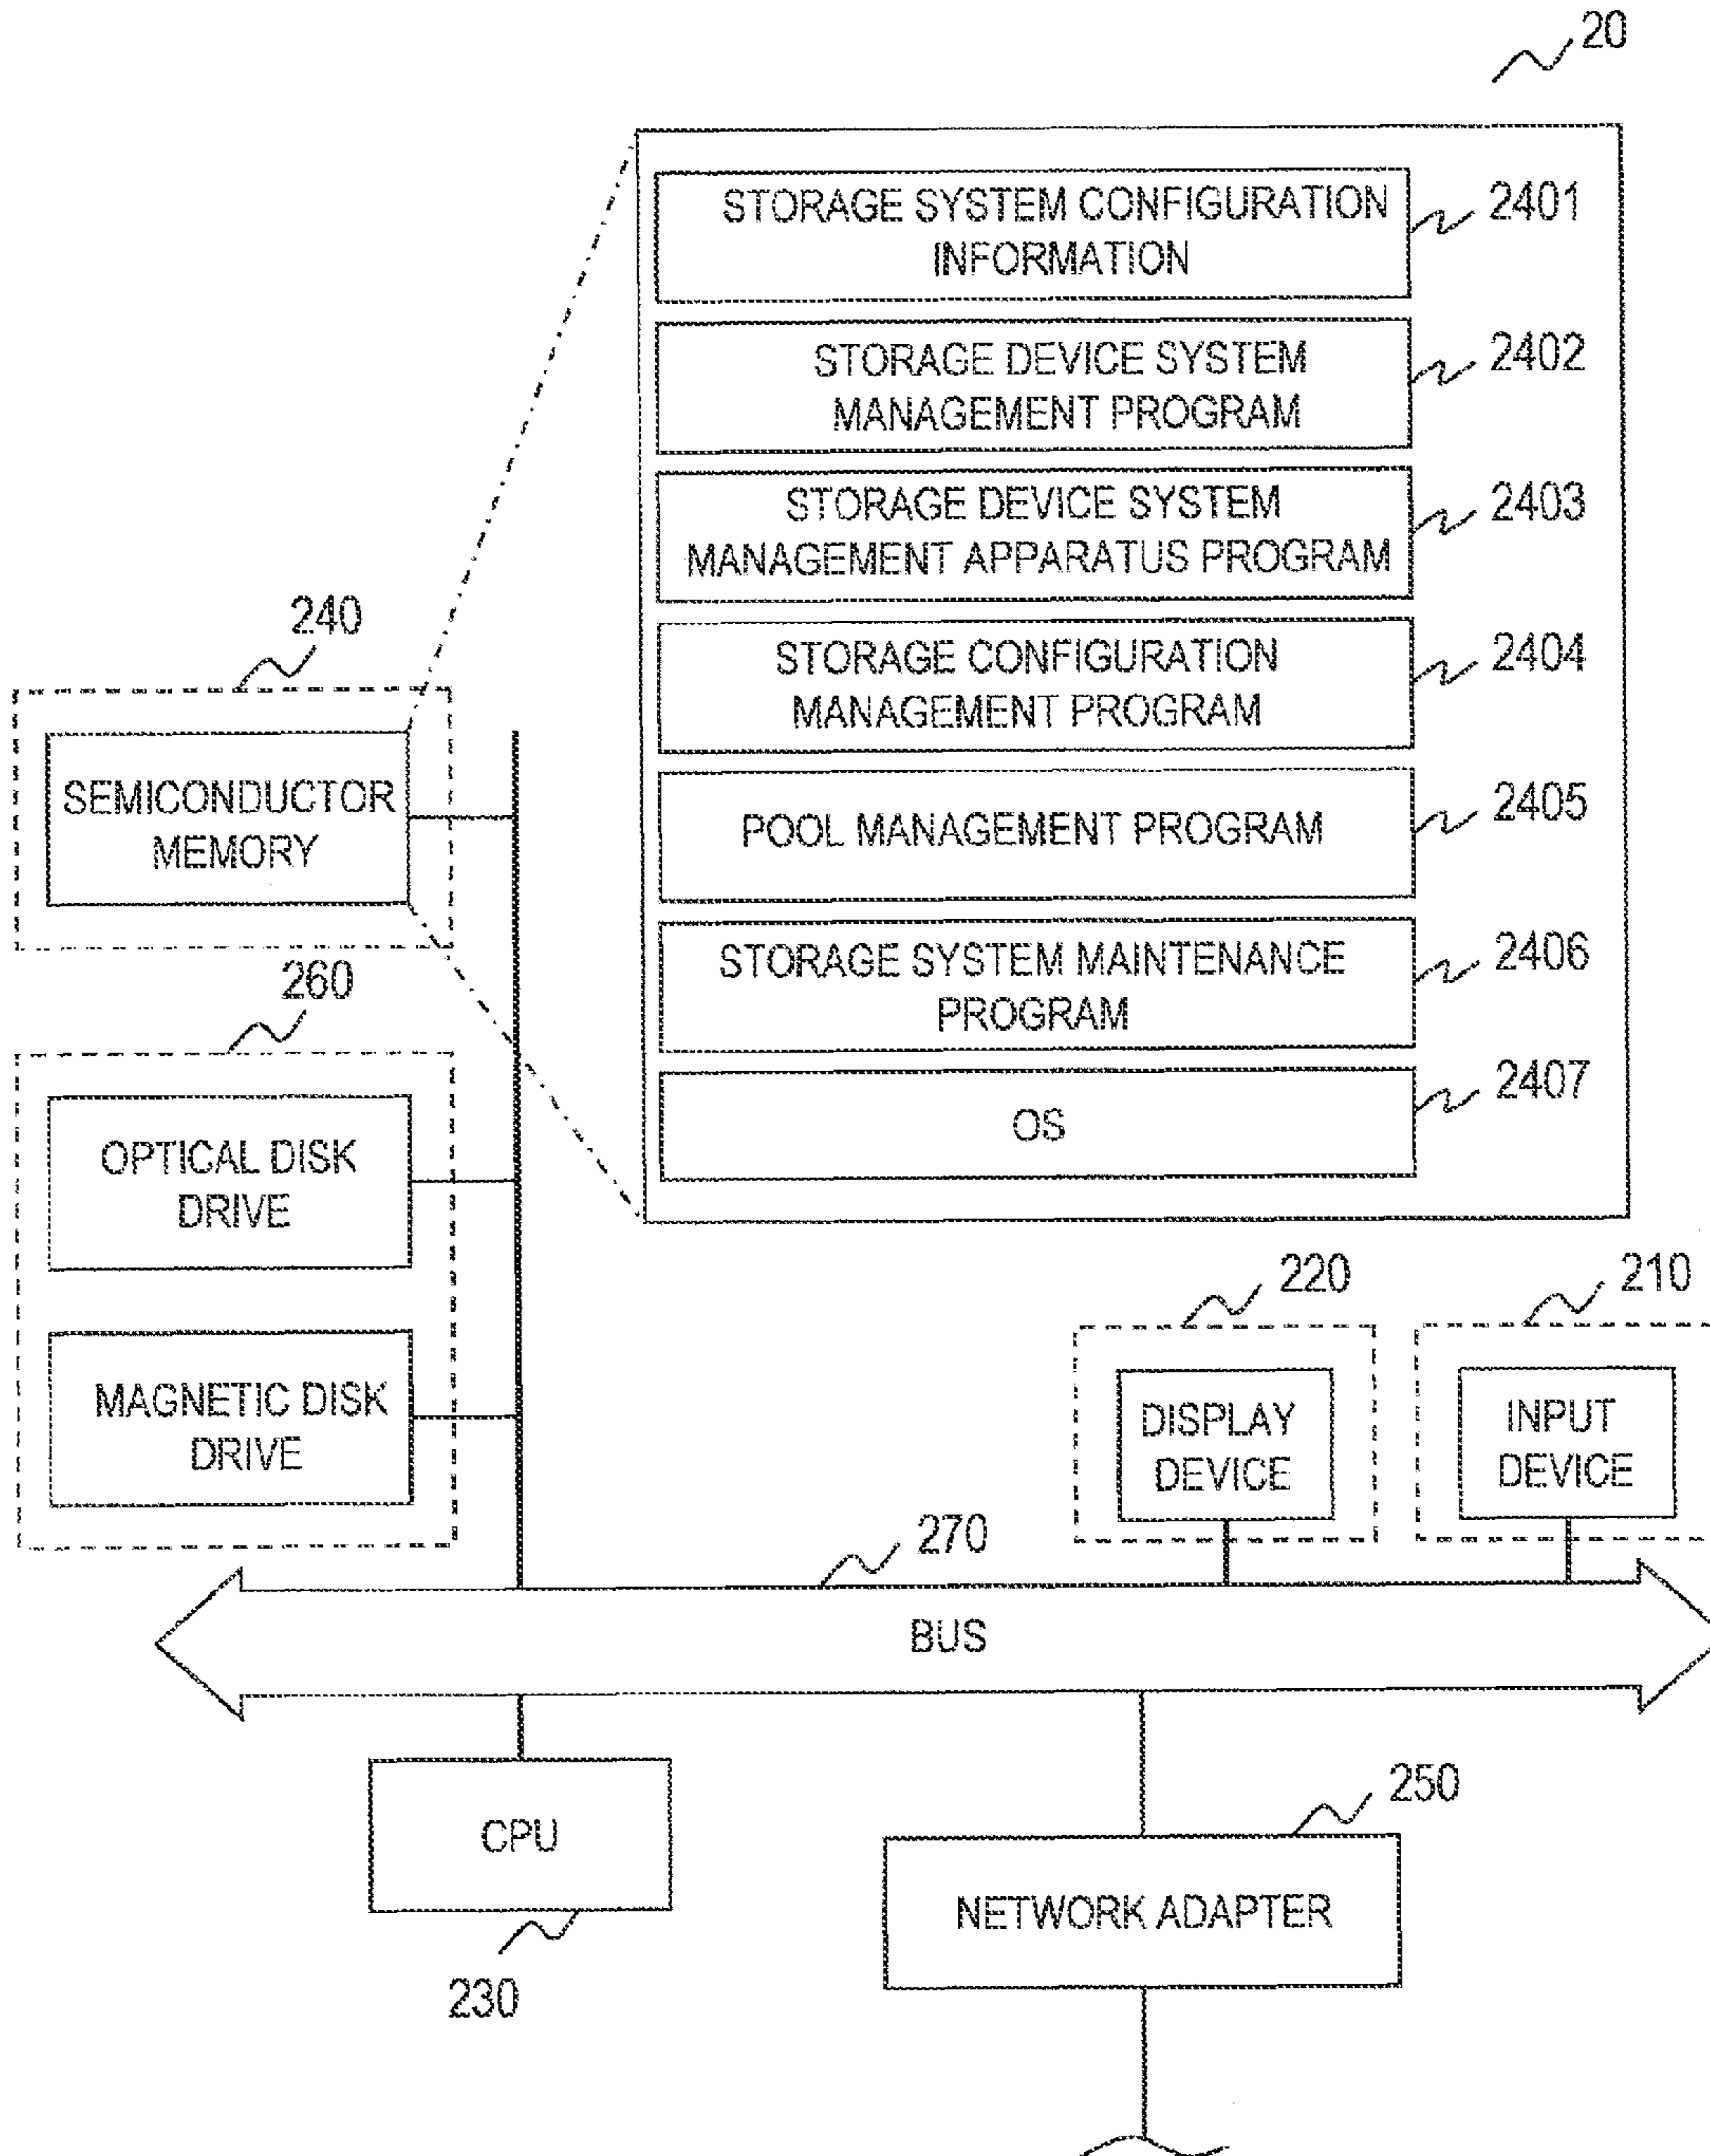 20
STORAGE SYSTEM CONFIGURATION
INFORMATION
2401
STORAGE DEVICE SYSTEM
MANAGEMENT PROGRAM
2402
STORAGE DEVICE SYSTEM
MANAGEMENT APPARATUS PROGRAM
2403
STORAGE CONFIGURATION
MANAGEMENT PROGRAM
2404
POOL MANAGEMENT PROGRAM
2405
STORAGE SYSTEM MAINTENANCE
PROGRAM
2406
OS
2407
240
SEMICONDUCTOR
MEMORY
260
OPTICAL DISK
DRIVE
MAGNETIC DISK
DRIVE
220
DISPLAY
DEVICE
210
INPUT
DEVICE
270
BUS
CPU
230
250
NETWORK ADAPTER